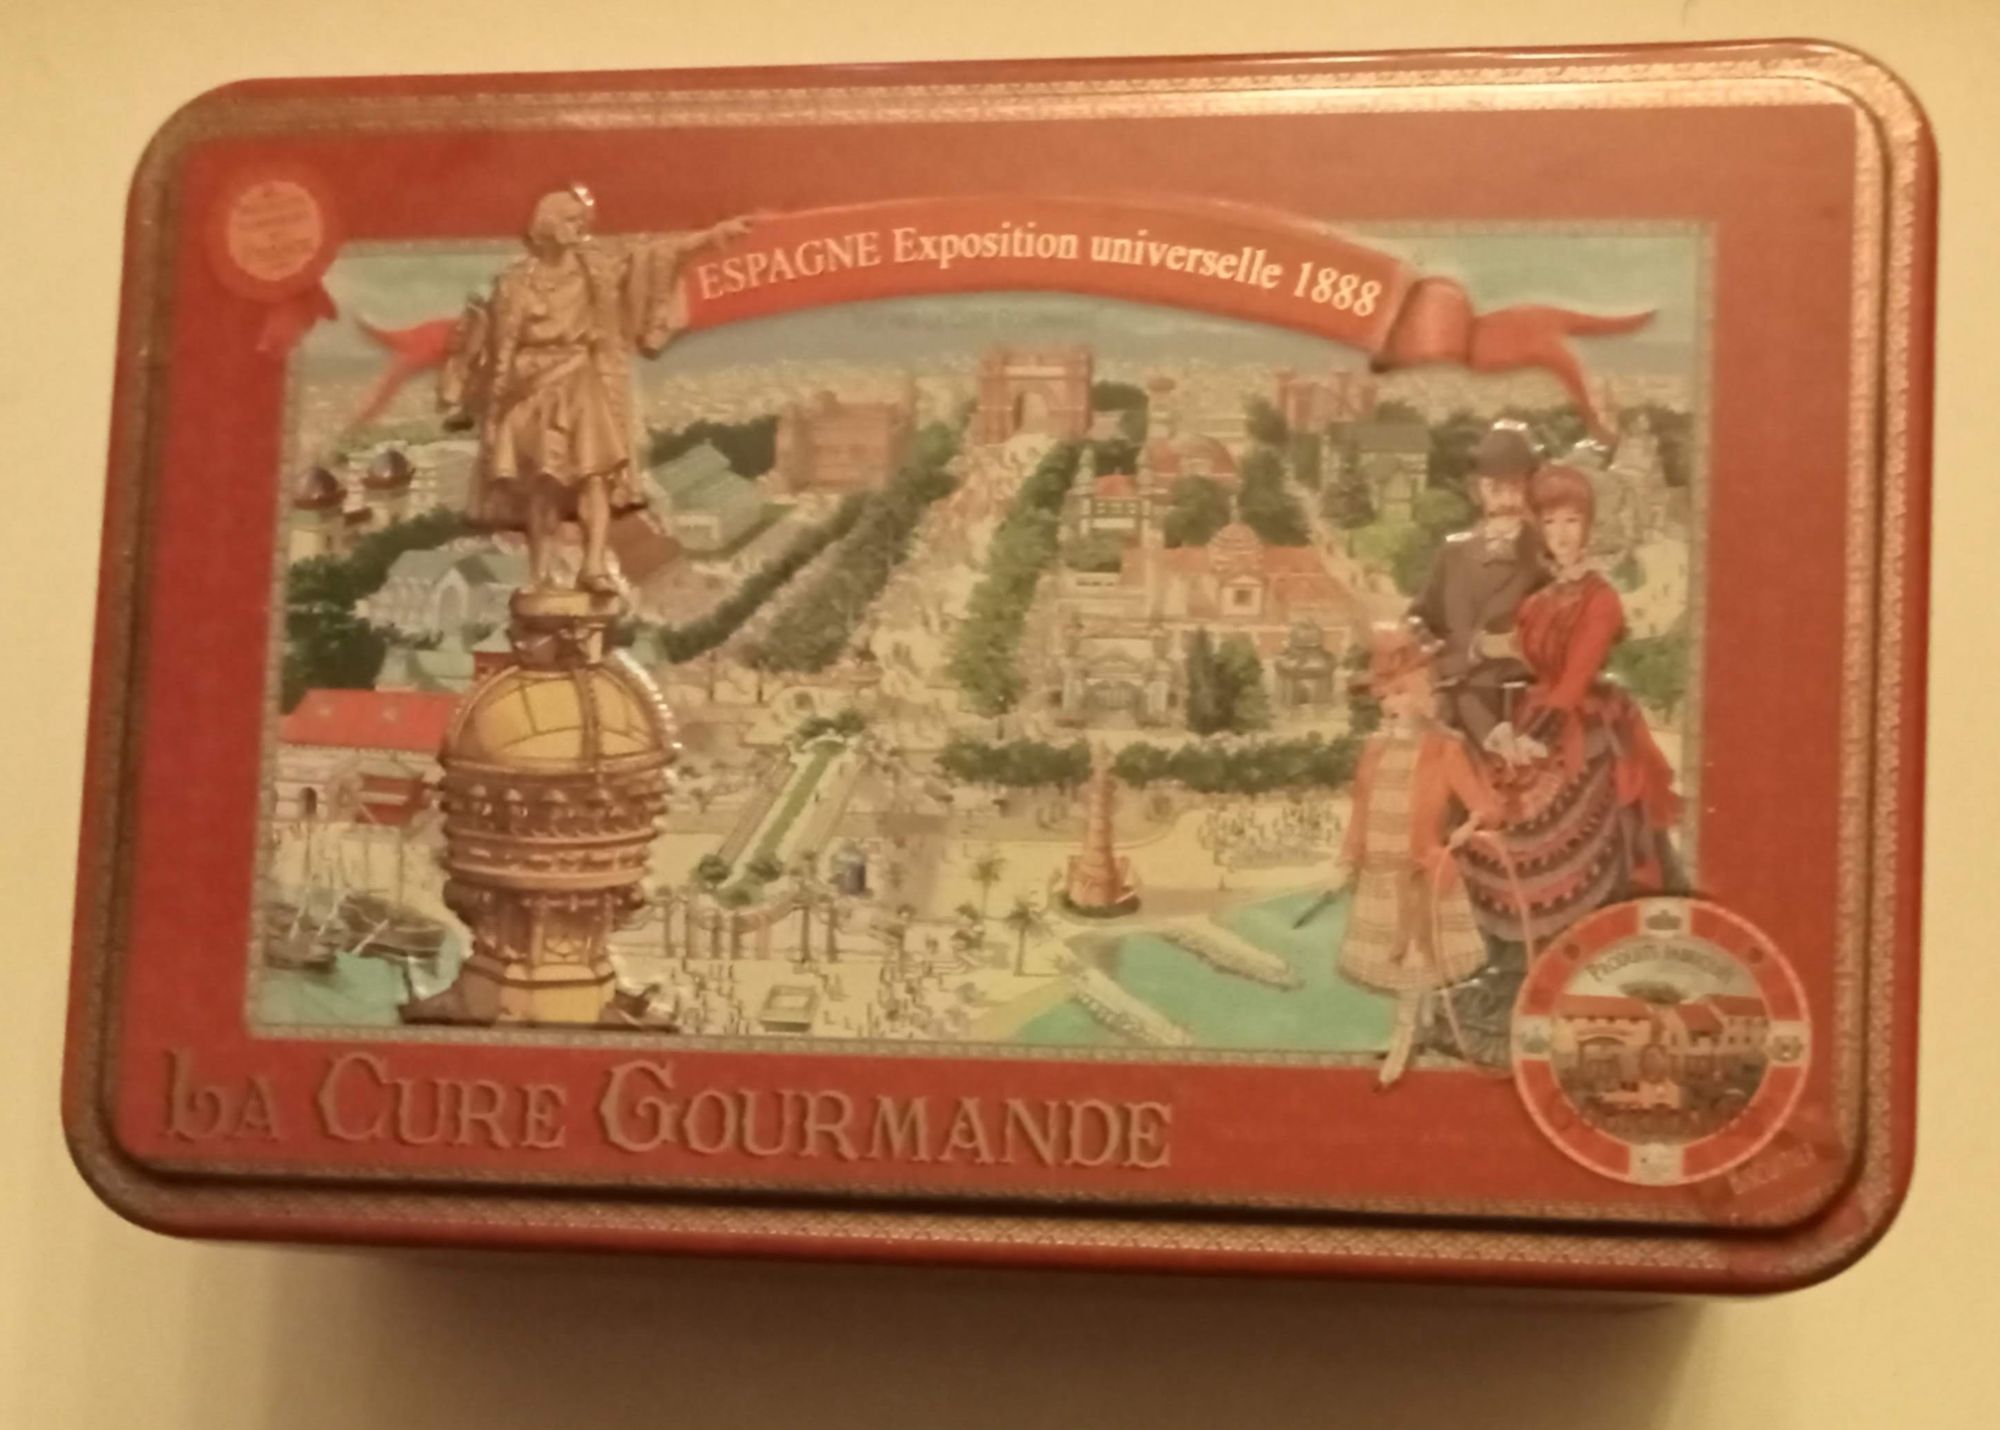 ESPAGNE Exposition universelle 1888
LA CURE GOURMANDE